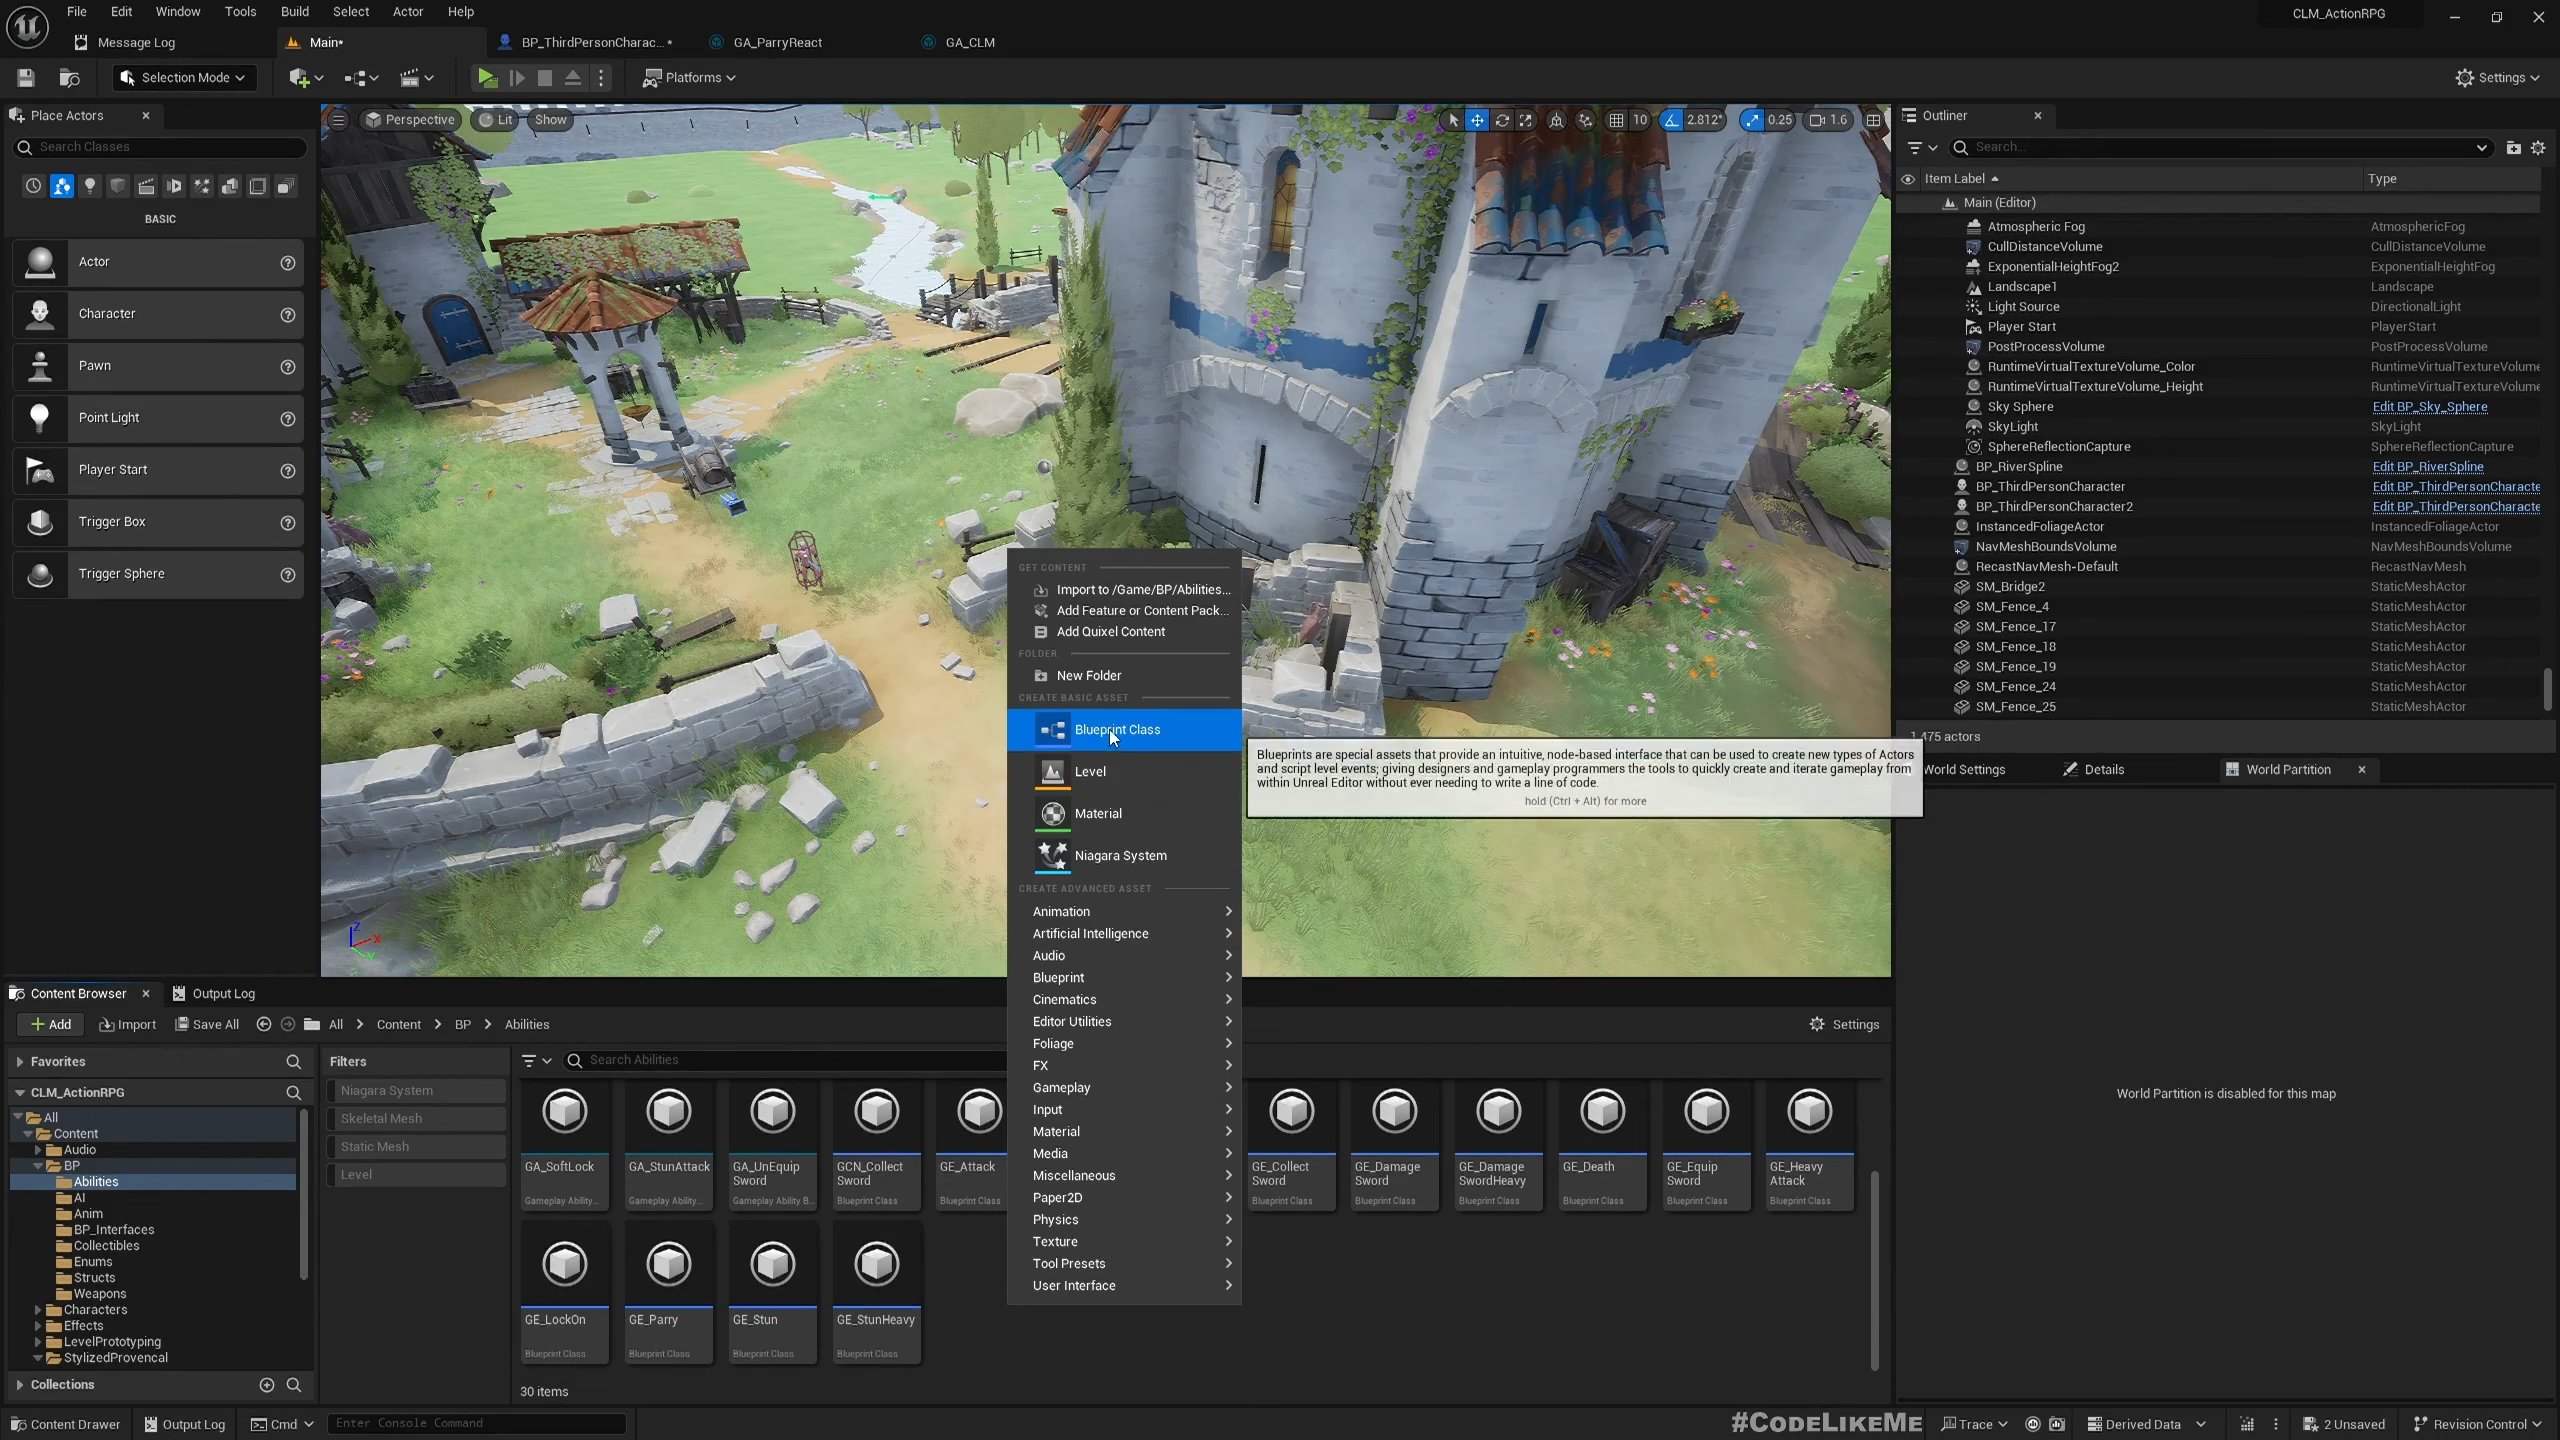 File Edit Window Tools Build Select Actor Help
CLM_ActionRPG
Message Log
Main*
BP_ThirdPersonCharac... *
GA_ParryReact
GA_CLM
Selection Mode
Platforms
Settings
Place Actors
Search Classes
BASIC
Actor
Character
Pawn
Point Light
Player Start
Trigger Box
Trigger Sphere
Perspective
Lit
Show
10
2.812°
0.25
1.6
Outliner
Search...
Item Label
Type
Main (Editor)
Atmospheric Fog AtmosphericFog
CullDistanceVolume CullDistanceVolume
ExponentialHeightFog2 ExponentialHeightFog
Landscape1 Landscape
Light Source DirectionalLight
Player Start PlayerStart
PostProcessVolume PostProcessVolume
RuntimeVirtualTextureVolume_Color RuntimeVirtualTextureVolume
RuntimeVirtualTextureVolume_Height RuntimeVirtualTextureVolume
Sky Sphere Edit BP_Sky_Sphere
SkyLight SkyLight
SphereReflectionCapture SphereReflectionCapture
BP_RiverSpline Edit BP_RiverSpline
BP_ThirdPersonCharacter Edit BP_ThirdPersonCharacte
BP_ThirdPersonCharacter2 Edit BP_ThirdPersonCharacte
InstancedFoliageActor InstancedFoliageActor
NavMeshBoundsVolume NavMeshBoundsVolume
RecastNavMesh-Default RecastNavMesh
SM_Bridge2 StaticMeshActor
SM_Fence_4 StaticMeshActor
SM_Fence_17 StaticMeshActor
SM_Fence_18 StaticMeshActor
SM_Fence_19 StaticMeshActor
SM_Fence_24 StaticMeshActor
SM_Fence_25 StaticMeshActor
1,475 actors
World Settings
Details
World Partition
World Partition is disabled for this map
GET CONTENT
Import to /Game/BP/Abilities...
Add Feature or Content Pack...
Add Quixel Content
FOLDER
New Folder
CREATE BASIC ASSET
Blueprint Class
Level
Material
Niagara System
CREATE ADVANCED ASSET
Animation
Artificial Intelligence
Audio
Blueprint
Cinematics
Editor Utilities
Foliage
FX
Gameplay
Input
Material
Media
Miscellaneous
Paper2D
Physics
Texture
Tool Presets
User Interface
Blueprints are special assets that provide an intuitive, node-based interface that can be used to create new types of Actors
and script level events; giving designers and gameplay programmers the tools to quickly create and iterate gameplay from
within Unreal Editor without ever needing to write a line of code.
hold (Ctrl + Alt) for more
Content Browser
Output Log
Add
Import
Save All
All > Content > BP > Abilities
Settings
Favorites
CLM_ActionRPG
All
Content
Audio
BP
Abilities
AI
Anim
BP_Interfaces
Collectibles
Enums
Structs
Weapons
Characters
Effects
LevelPrototyping
StylizedProvencal
Collections
Filters
Niagara System
Skeletal Mesh
Static Mesh
Level
Search Abilities
GA_SoftLock
Gameplay Ability...
GA_StunAttack
Gameplay Ability...
GA_UnEquip
Sword
Gameplay Ability B...
GCN_Collect
Sword
Blueprint Class
GE_Attack
Blueprint Class
GE_Collect
Sword
Blueprint Class
GE_Damage
Sword
Blueprint Class
GE_Damage
SwordHeavy
Blueprint Class
GE_Death
Blueprint Class
GE_Equip
Sword
Blueprint Class
GE_Heavy
Attack
Blueprint Class
GE_LockOn
Blueprint Class
GE_Parry
Blueprint Class
GE_Stun
Blueprint Class
GE_StunHeavy
Blueprint Class
30 items
Content Drawer
Output Log
Cmd
Enter Console Command
#CODELIKEME
Trace
Derived Data
2 Unsaved
Revision Control